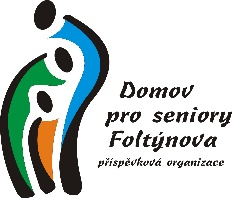 Domov
pro seniory
Foltýnova
příspěvková organizace